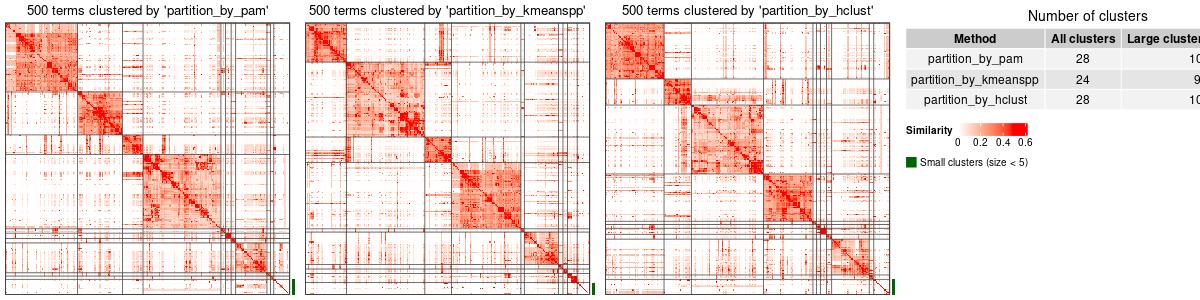 500 terms clustered by 'partition_by_pam'
500 terms clustered by 'partition_by_kmeanspp'
500 terms clustered by 'partition_by_hclust'
Number of clusters
Method All clusters Large cluste
partition_by_pam 28 10
partition_by_kmeanspp 24 9
partition_by_hclust 28 10
Similarity
0 0.2 0.4 0.6
Small clusters (size < 5)